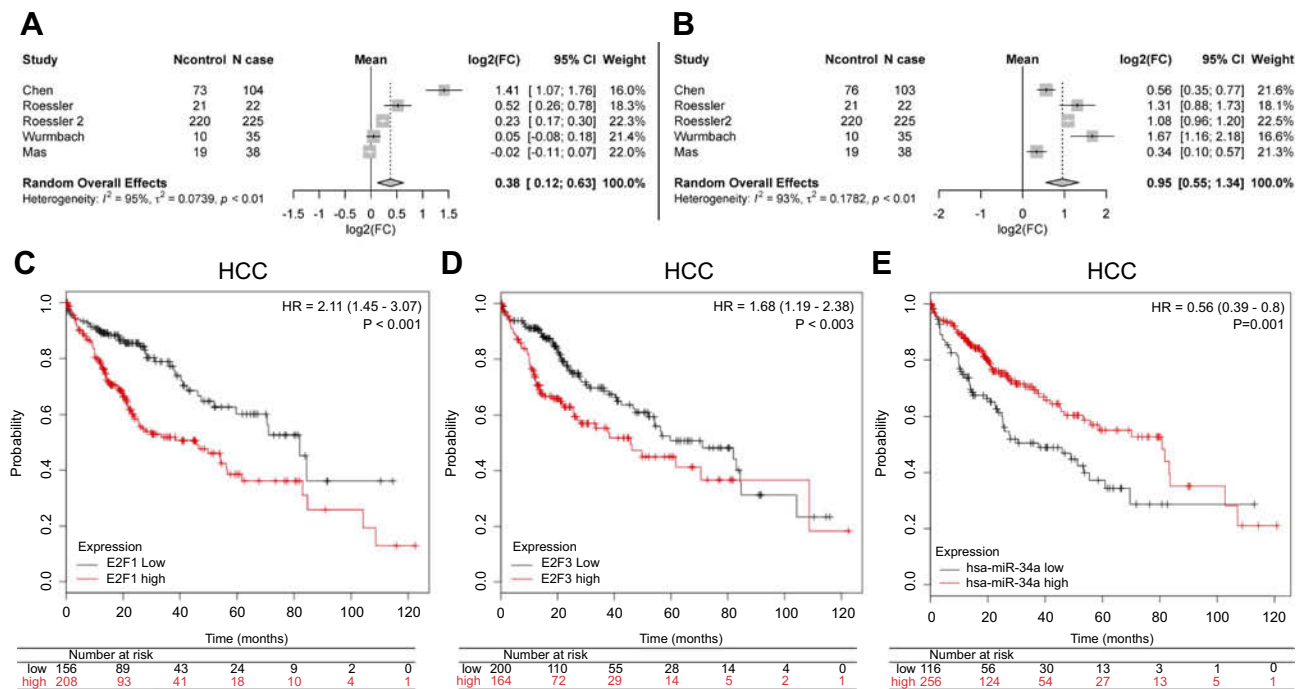 A
Study Ncontrol N case Mean log2(FC) 95% CI Weight
Chen 73 104 1.41 [ 1.07; 1.76] 16.0%
Roessler 21 22 0.52 [ 0.26; 0.78] 18.3%
Roessler 2 220 225 0.23 [ 0.17; 0.30] 22.3%
Wurmbach 10 35 0.05 [-0.08; 0.18] 21.4%
Mas 19 38 -0.02 [-0.11; 0.07] 22.0%
Random Overall Effects 0.38 [ 0.12; 0.63] 100.0%
Heterogeneity: I² = 95%, τ² = 0.0739, p < 0.01
-1.5 -1 -0.5 0 0.5 1 1.5
log2(FC)
B
Study Ncontrol N case Mean log2(FC) 95% CI Weight
Chen 76 103 0.56 [0.35; 0.77] 21.6%
Roessler 21 22 1.31 [0.88; 1.73] 18.1%
Roessler2 220 225 1.08 [0.96; 1.20] 22.5%
Wurmbach 10 35 1.67 [1.16; 2.18] 16.6%
Mas 19 38 0.34 [0.10; 0.57] 21.3%
Random Overall Effects 0.95 [0.55; 1.34] 100.0%
Heterogeneity: I² = 93%, τ² = 0.1782, p < 0.01
-2 -1 0 1 2
log2(FC)
C
HCC
HR = 2.11 (1.45 - 3.07)
P < 0.001
Probability
1.0
0.8
0.6
0.4
0.2
0.0
Expression
E2F1 Low
E2F1 high
0 20 40 60 80 100 120
Time (months)
Number at risk
low 156 89 43 24 9 2 0
high 208 93 41 18 10 4 1
D
HCC
HR = 1.68 (1.19 - 2.38)
P < 0.003
Probability
1.0
0.8
0.6
0.4
0.2
0.0
Expression
E2F3 Low
E2F3 high
0 20 40 60 80 100 120
Time (months)
Number at risk
low 200 110 55 28 14 4 0
high 164 72 29 14 5 2 1
E
HCC
HR = 0.56 (0.39 - 0.8)
P=0.001
Probability
1.0
0.8
0.6
0.4
0.2
0.0
Expression
hsa-miR-34a low
hsa-miR-34a high
0 20 40 60 80 100 120
Time (months)
Number at risk
low 116 56 30 13 3 1 0
high 256 124 54 27 13 5 1